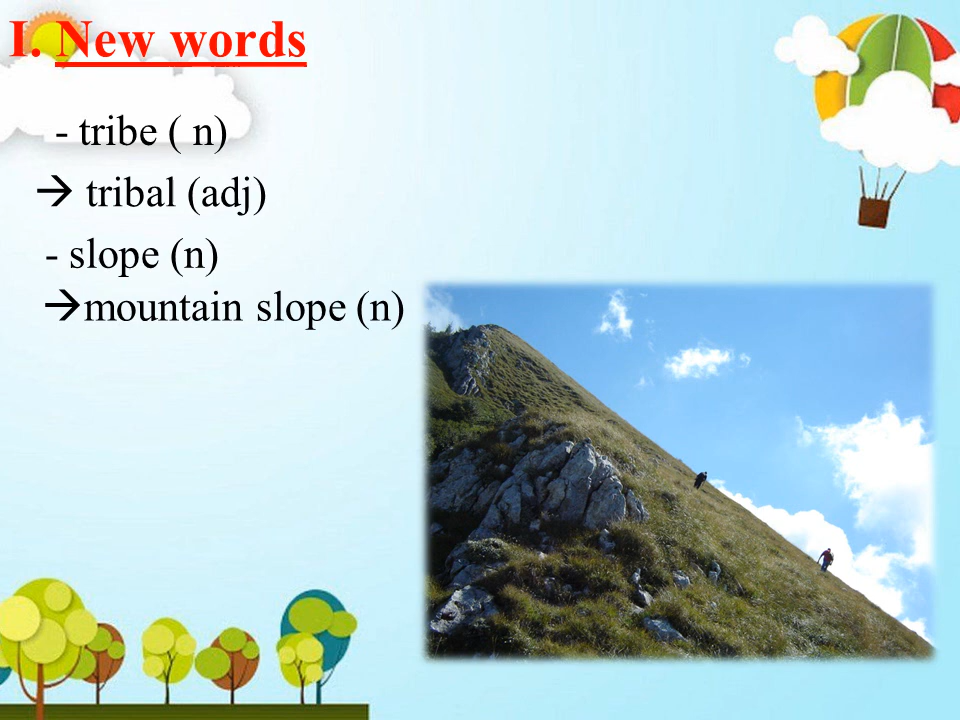 I. New words
- tribe ( n)
→ tribal (adj)
- slope (n)
→mountain slope (n)